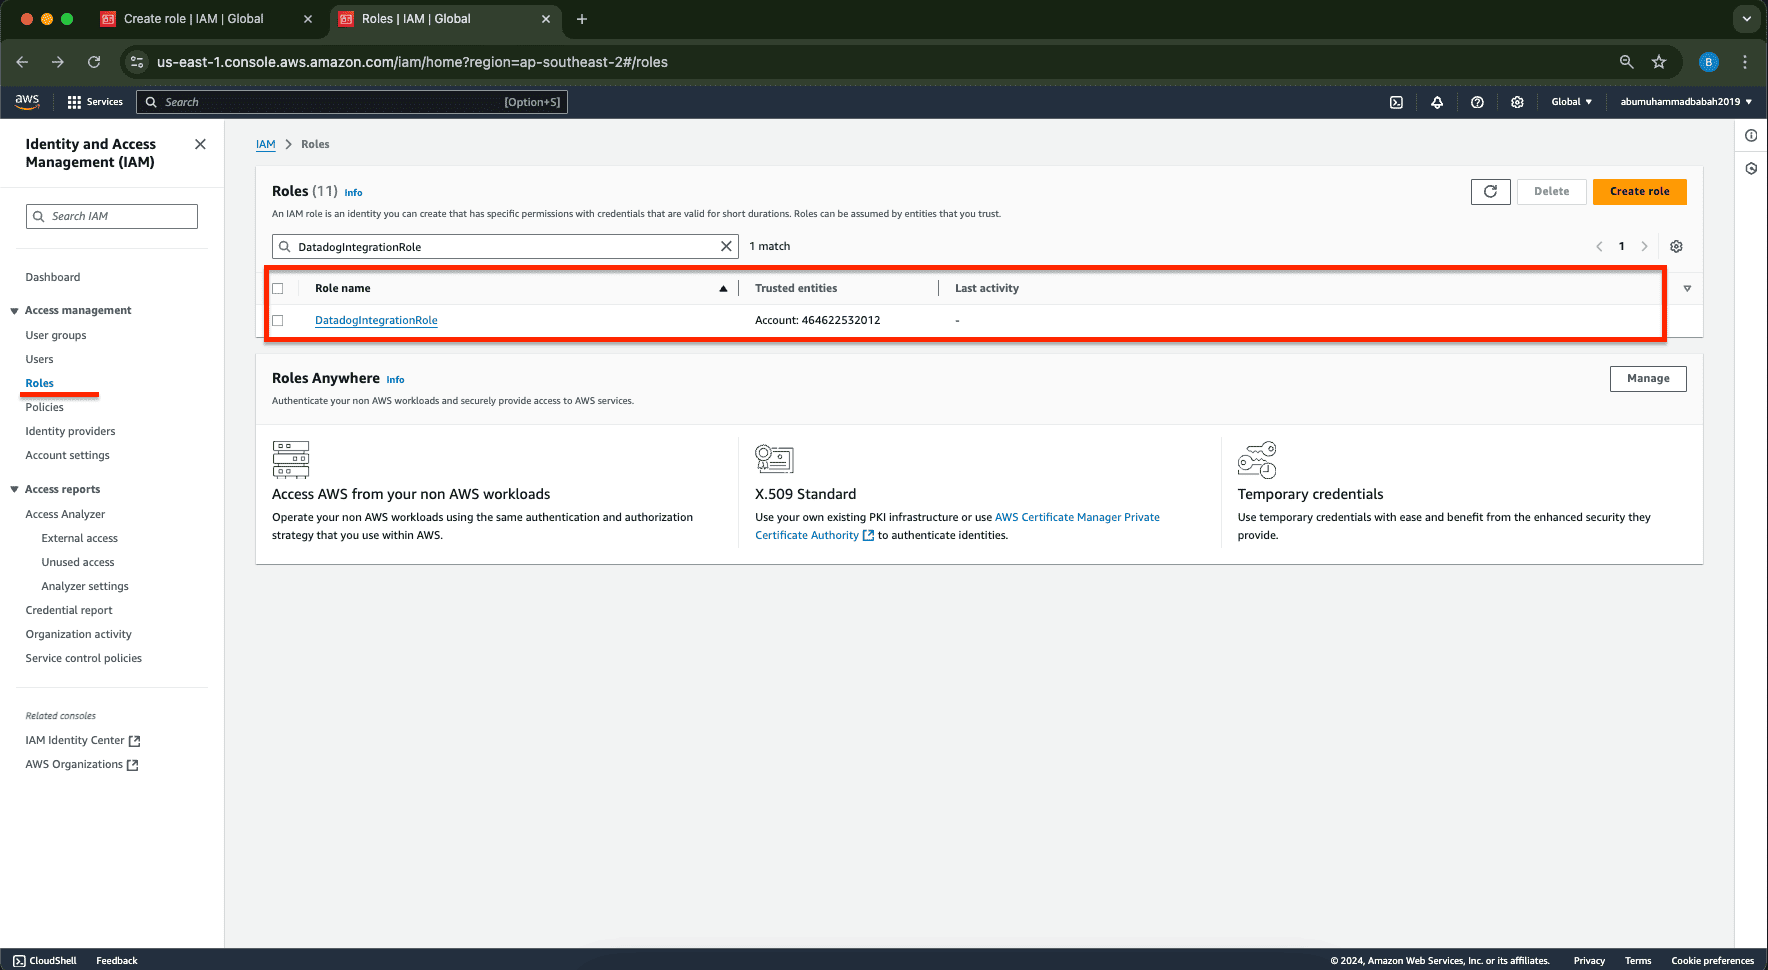 Create role | IAM | Global
Roles | IAM | Global
us-east-1.console.aws.amazon.com/iam/home?region=ap-southeast-2#/roles
B
aws
Services
Search
[Option+S]
Global
abumuhammadbabah2019
Identity and Access
Management (IAM)
Search IAM
Dashboard
Access management
User groups
Users
Roles
Policies
Identity providers
Account settings
Access reports
Access Analyzer
External access
Unused access
Analyzer settings
Credential report
Organization activity
Service control policies
Related consoles
IAM Identity Center
AWS Organizations
IAM
Roles
Roles (11) Info
Delete
Create role
An IAM role is an identity you can create that has specific permissions with credentials that are valid for short durations. Roles can be assumed by entities that you trust.
DatadogIntegrationRole
1 match
1
Role name
Trusted entities
Last activity
DatadogIntegrationRole
Account: 464622532012
-
Roles Anywhere Info
Manage
Authenticate your non AWS workloads and securely provide access to AWS services.
Access AWS from your non AWS workloads
Operate your non AWS workloads using the same authentication and authorization
strategy that you use within AWS.
X.509 Standard
Use your own existing PKI infrastructure or use AWS Certificate Manager Private
Certificate Authority to authenticate identities.
Temporary credentials
Use temporary credentials with ease and benefit from the enhanced security they
provide.
CloudShell
Feedback
© 2024, Amazon Web Services, Inc. or its affiliates.
Privacy
Terms
Cookie preferences